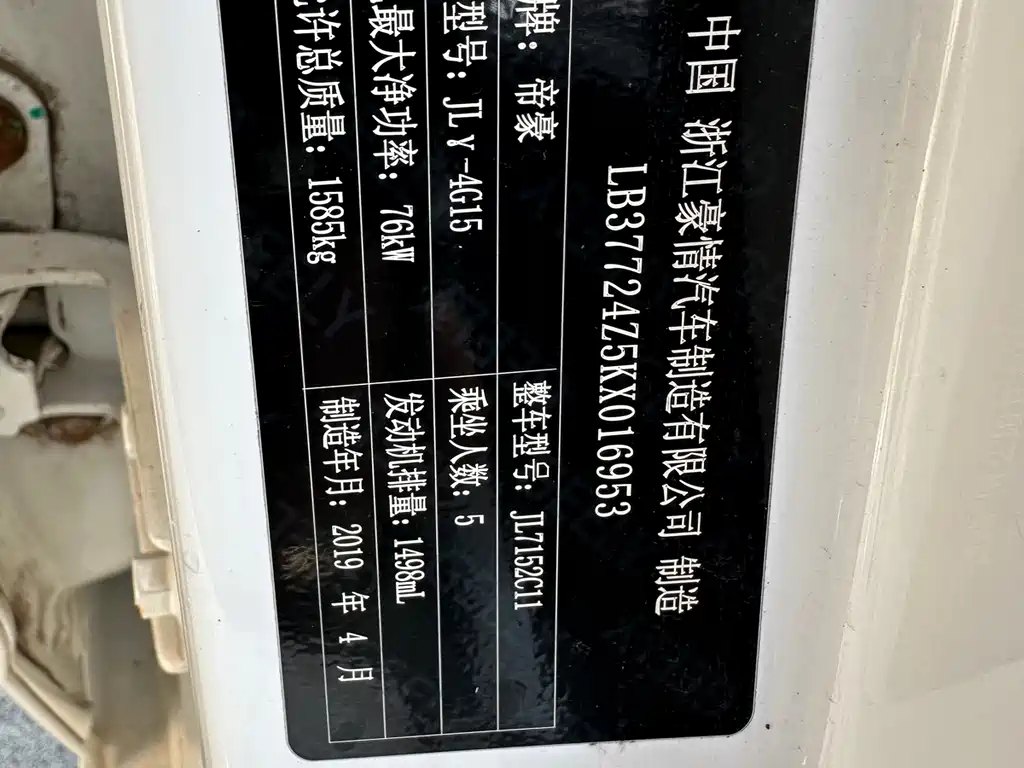 中国 浙江豪情汽车制造有限公司 制造
LB37724Z5KX016953
牌：帝豪 整车型号：JL7152C11
型号：JLγ-4G15 乘坐人数：5
最大净功率：76kW 发动机排量：1498mL
许总质量：1585kg 制造年月：2019 年 4 月